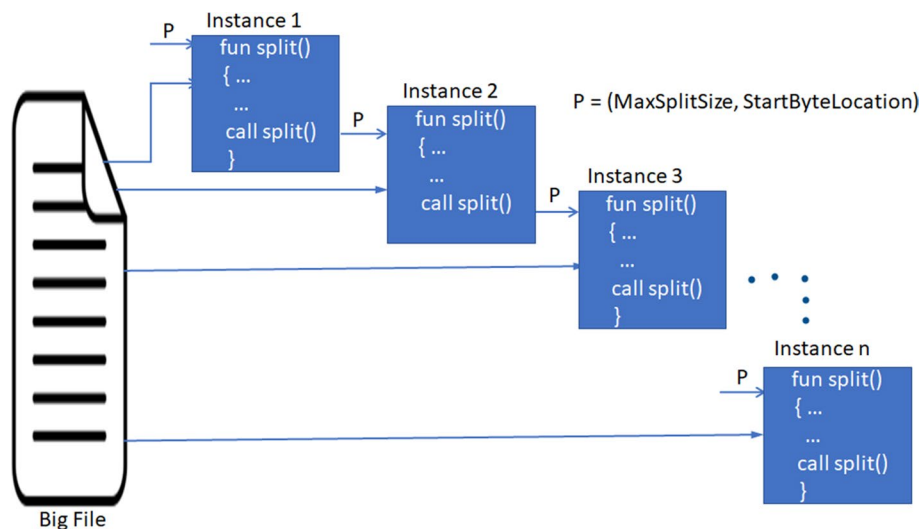 Instance 1
P
fun split()
{ ...
...
call split()
}
Instance 2
P
fun split()
{ ...
...
call split()
P = (MaxSplitSize, StartByteLocation)
Instance 3
P
fun split()
{ ...
...
call split()
}
Instance n
P
fun split()
{ ...
...
call split()
}
Big File